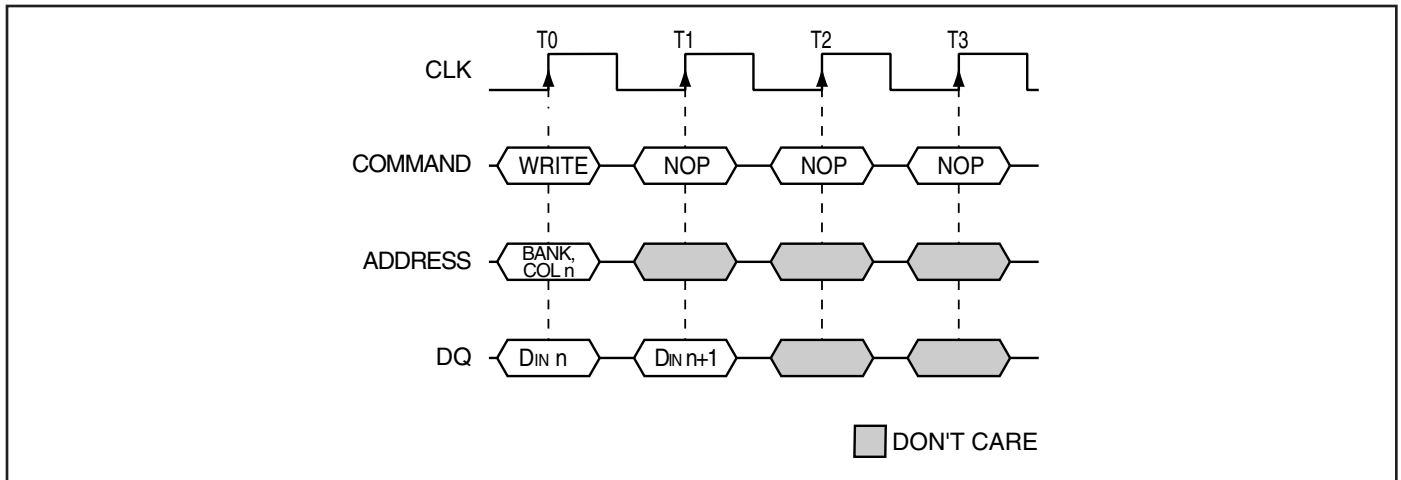 T0 T1 T2 T3
CLK
COMMAND WRITE NOP NOP NOP
ADDRESS BANK,
COL n
DQ DIN n DIN n+1
DON'T CARE